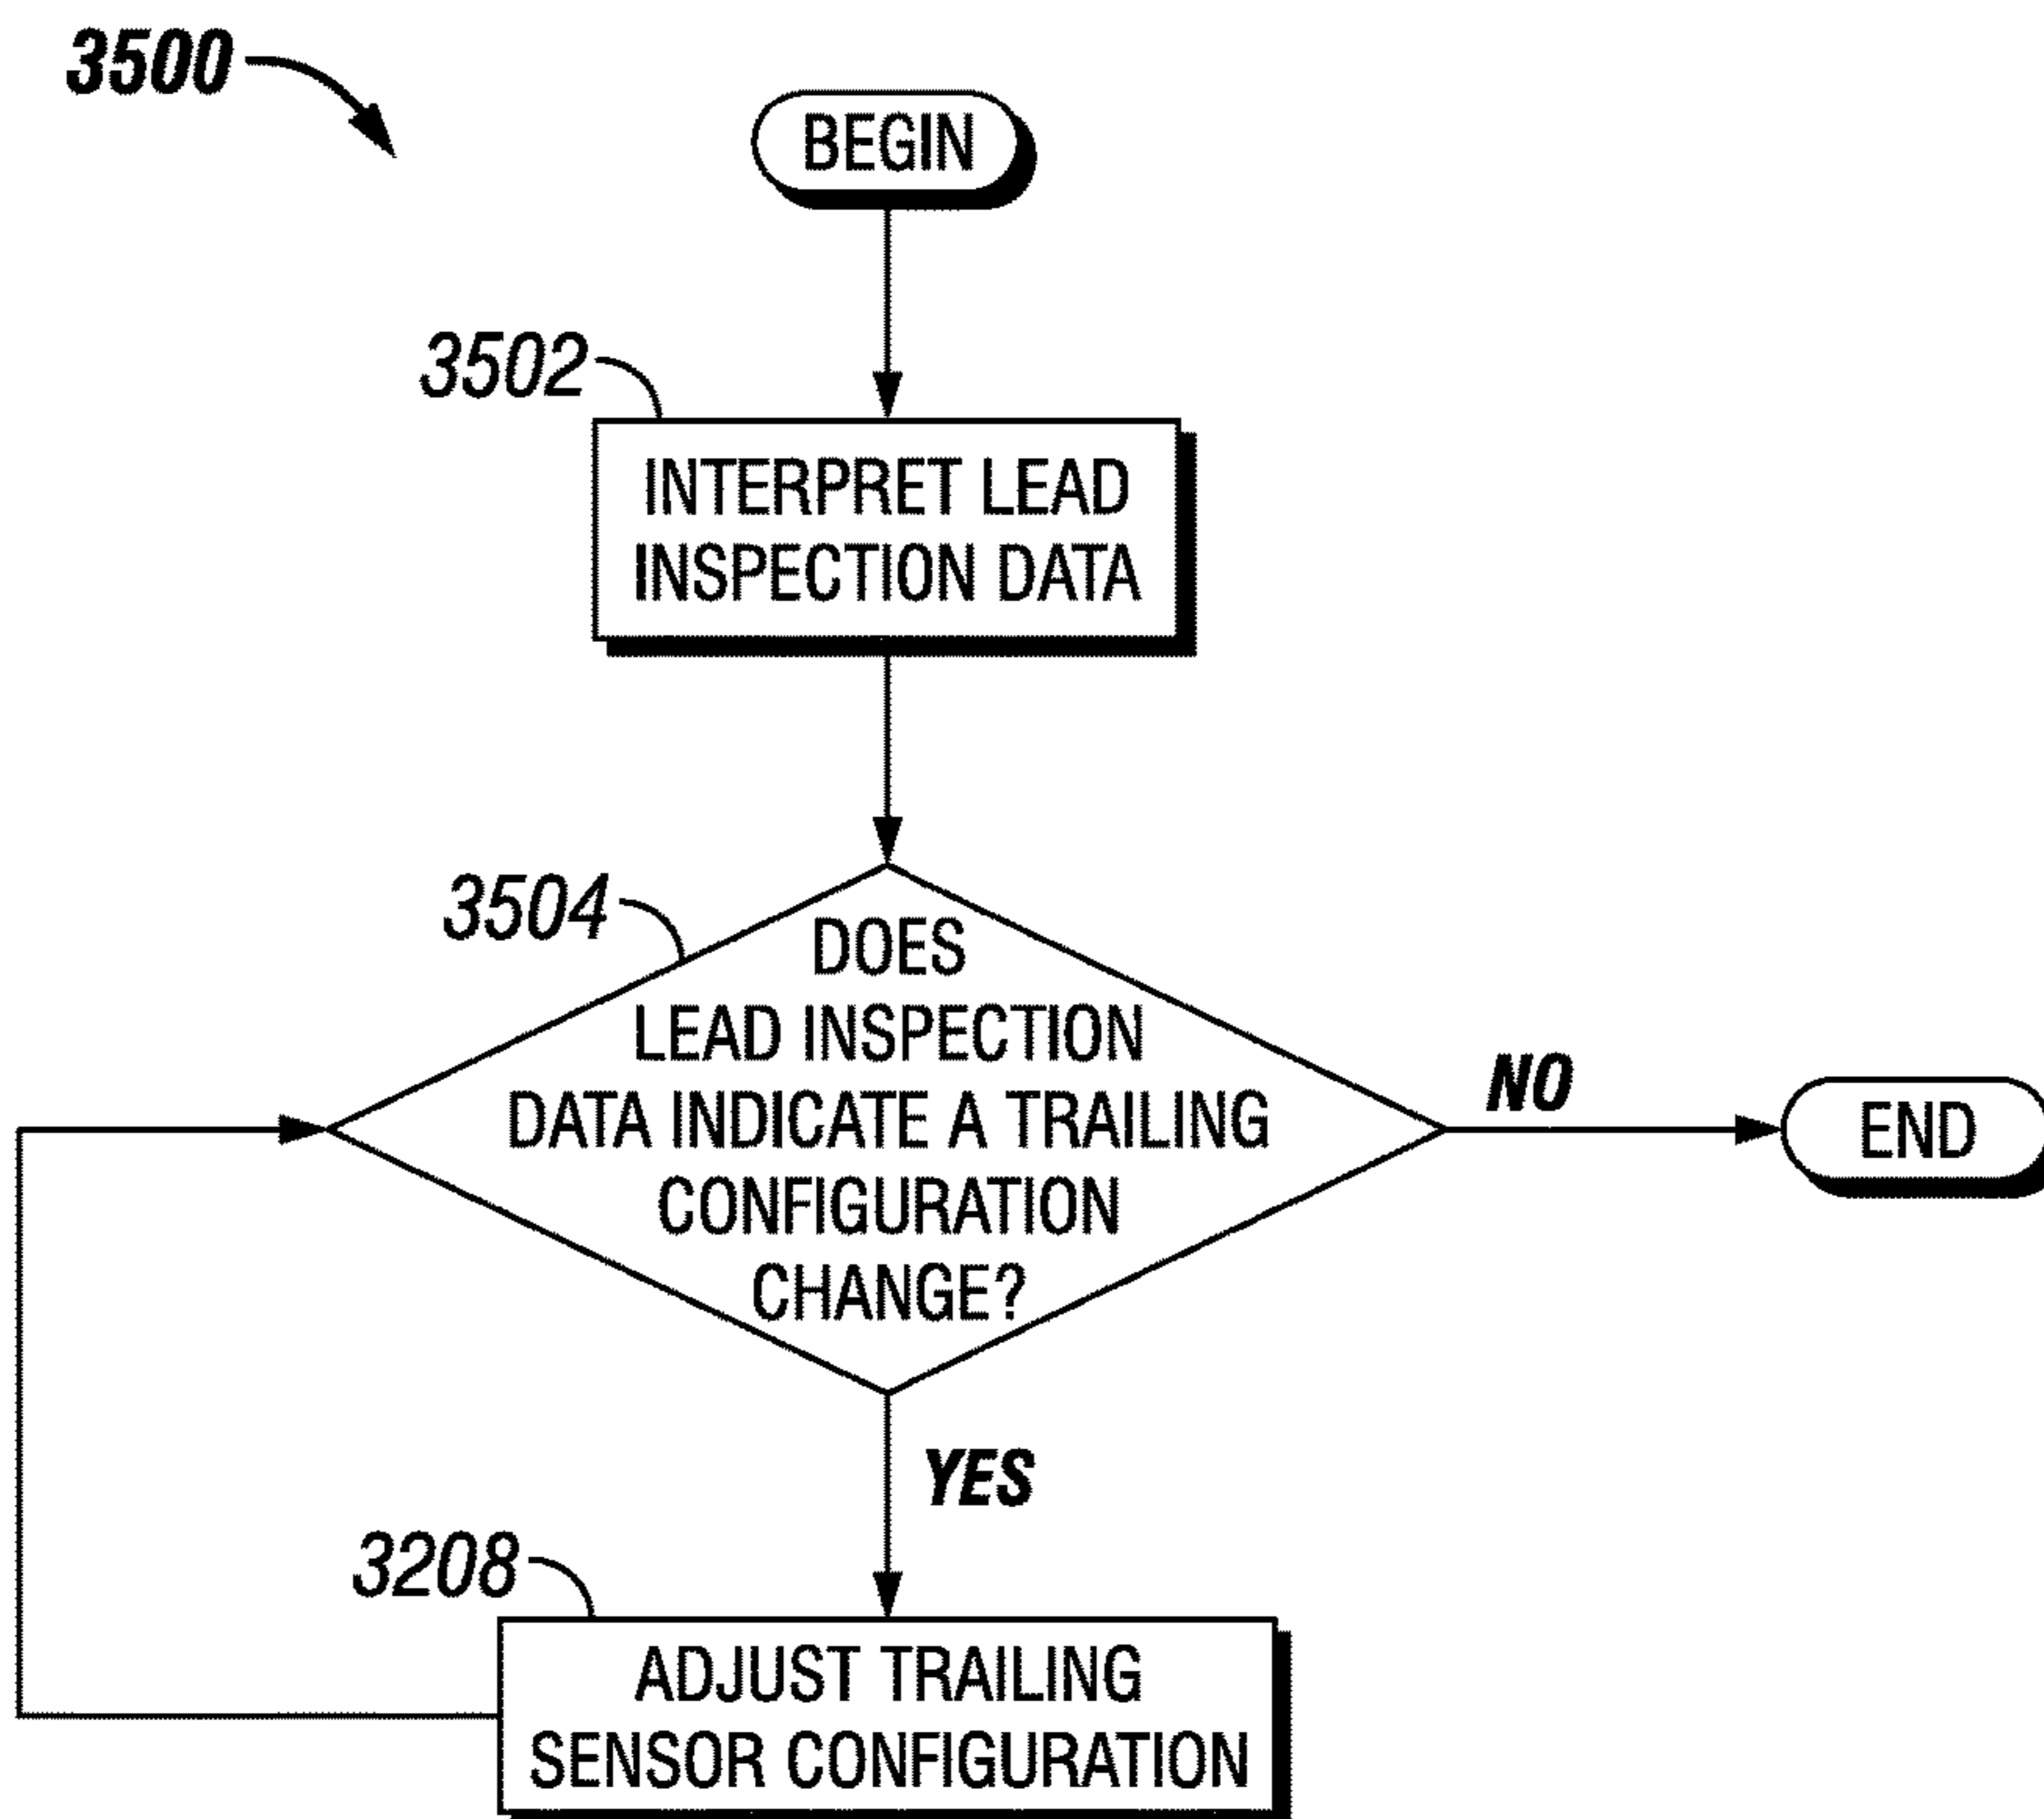 3500
BEGIN
3502
INTERPRET LEAD
INSPECTION DATA
3504
DOES
LEAD INSPECTION
DATA INDICATE A TRAILING
CONFIGURATION
CHANGE?
NO
END
YES
3208
ADJUST TRAILING
SENSOR CONFIGURATION